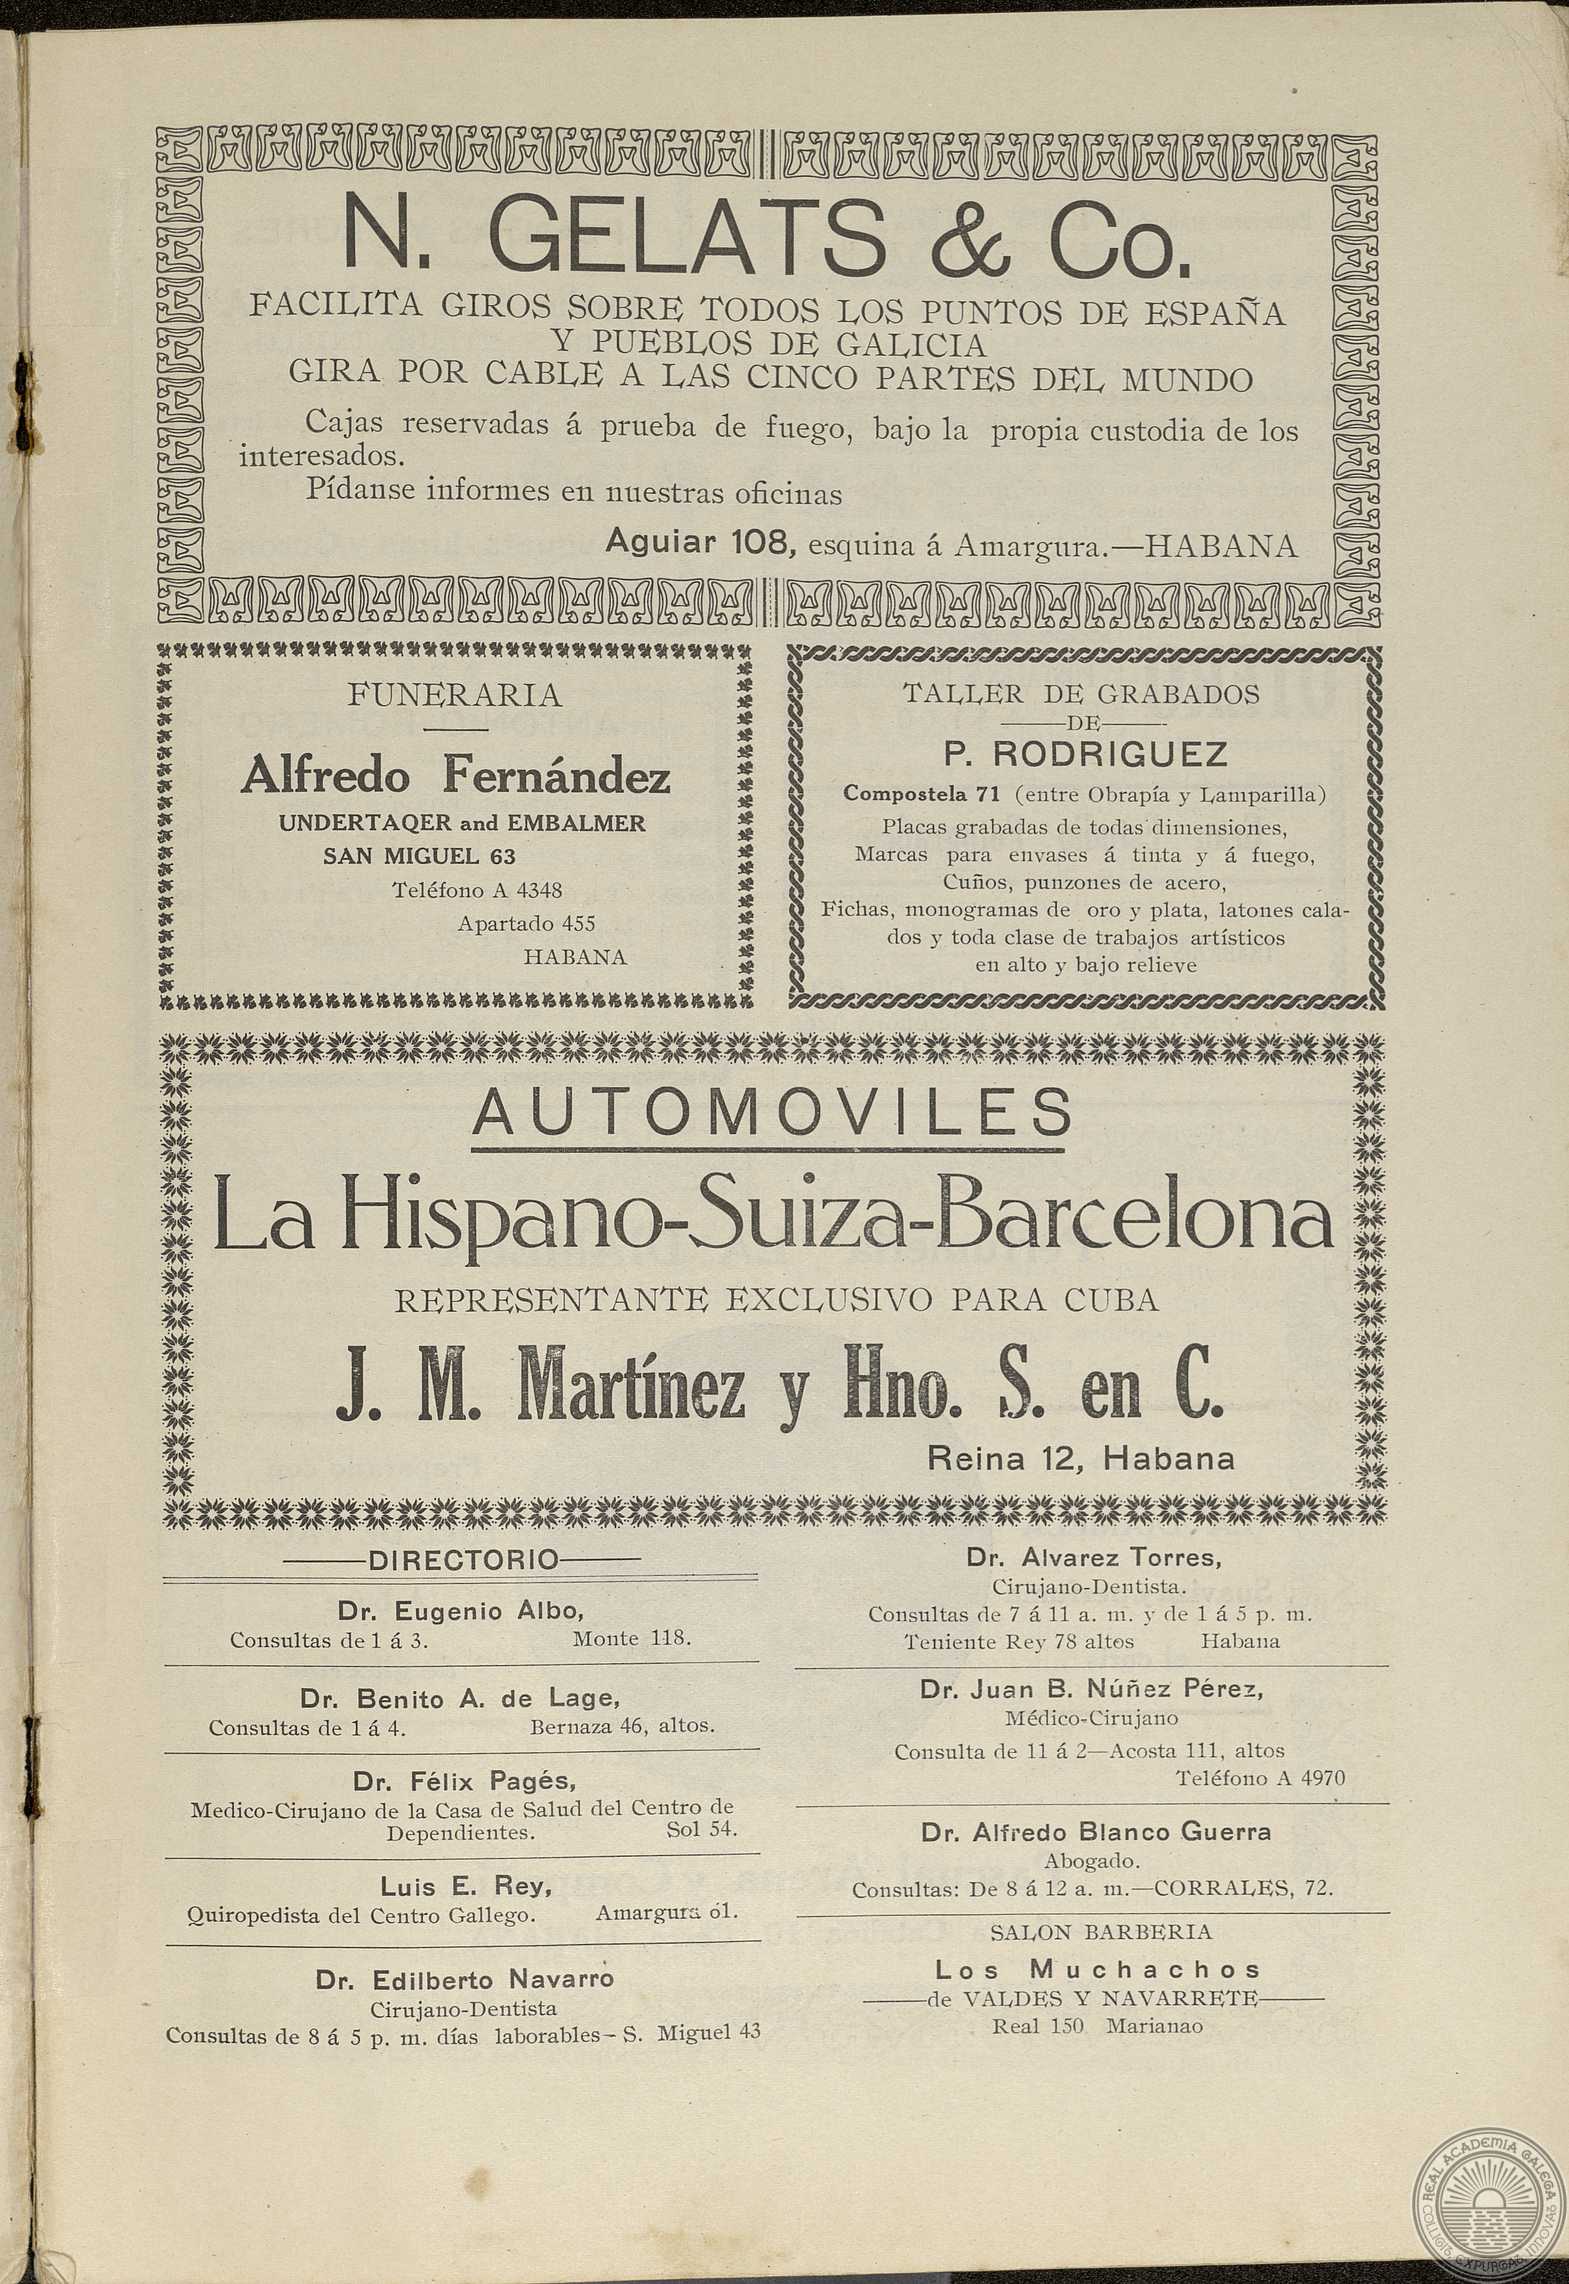 N. GELATS & Co.
FACILITA GIROS SOBRE TODOS LOS PUNTOS DE ESPAÑA
Y PUEBLOS DE GALICIA
GIRA POR CABLE A LAS CINCO PARTES DEL MUNDO
Cajas reservadas á prueba de fuego, bajo la propia custodia de los
interesados.
Pídanse informes en nuestras oficinas
Aguiar 108, esquina á Amargura.—HABANA
FUNERARIA
Alfredo Fernández
UNDERTAQER and EMBALMER
SAN MIGUEL 63
Teléfono A 4348
Apartado 455
HABANA
TALLER DE GRABADOS
—DE—
P. RODRIGUEZ
Compostela 71 (entre Obrapía y Lamparilla)
Placas grabadas de todas dimensiones,
Marcas para envases á tinta y á fuego,
Cuños, punzones de acero,
Fichas, monogramas de oro y plata, latones cala-
dos y toda clase de trabajos artísticos
en alto y bajo relieve
AUTOMOVILES
La Hispano-Suiza-Barcelona
REPRESENTANTE EXCLUSIVO PARA CUBA
J. M. Martínez y Hno. S. en C.
Reina 12, Habana
—DIRECTORIO—
Dr. Eugenio Albo,
Consultas de 1 á 3. Monte 118.
Dr. Benito A. de Lage,
Consultas de 1 á 4. Bernaza 46, altos.
Dr. Félix Pagés,
Medico-Cirujano de la Casa de Salud del Centro de
Dependientes. Sol 54.
Luis E. Rey,
Quiropedista del Centro Gallego. Amargura
Dr. Edilberto Navarro
Cirujano-Dentista
Consultas de 8 á 5 p. m. días laborables– S. Miguel 43
Dr. Alvarez Torres,
Cirujano-Dentista.
Consultas de 7 á 11 a. m. y de 1 á 5 p. m.
Teniente Rey 78 altos Habana
Dr. Juan B. Núñez Pérez,
Médico-Cirujano
Consulta de 11 á 2—Acosta 111, altos
Teléfono A 4970
Dr. Alfredo Blanco Guerra
Abogado.
Consultas: De 8 á 12 a. m.—CORRALES, 72.
SALON BARBERIA
Los Muchachos
—de VALDES Y NAVARRETE—
Real 150 Marianao
REAL ACADEMIA GALEGA
COLLIGIT, EXPURGAT, INNOVAT